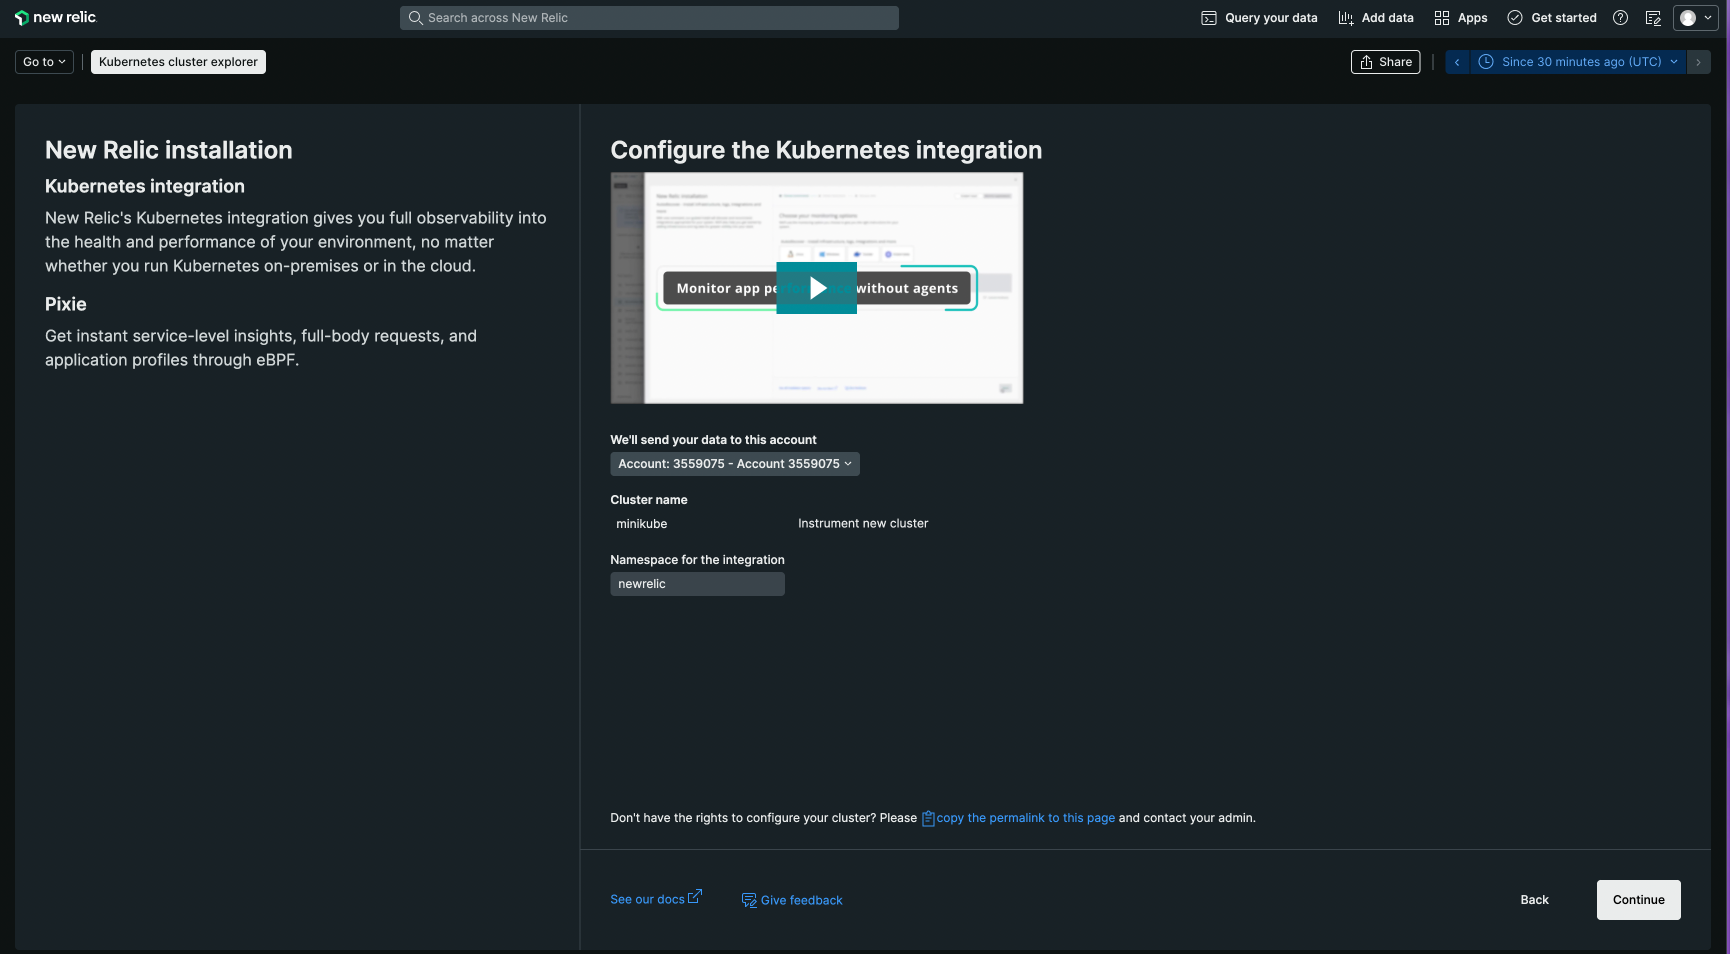 new relic
Search across New Relic
Query your data
Add data
Apps
Get started
Go to
Kubernetes cluster explorer
Share
Since 30 minutes ago (UTC)
New Relic installation
Kubernetes integration
New Relic's Kubernetes integration gives you full observability into
the health and performance of your environment, no matter
whether you run Kubernetes on-premises or in the cloud.
Pixie
Get instant service-level insights, full-body requests, and
application profiles through eBPF.
Configure the Kubernetes integration
Monitor app without agents
We'll send your data to this account
Account: 3559075 - Account 3559075
Cluster name
minikube
Instrument new cluster
Namespace for the integration
newrelic
Don't have the rights to configure your cluster? Please copy the permalink to this page and contact your admin.
See our docs
Give feedback
Back
Continue